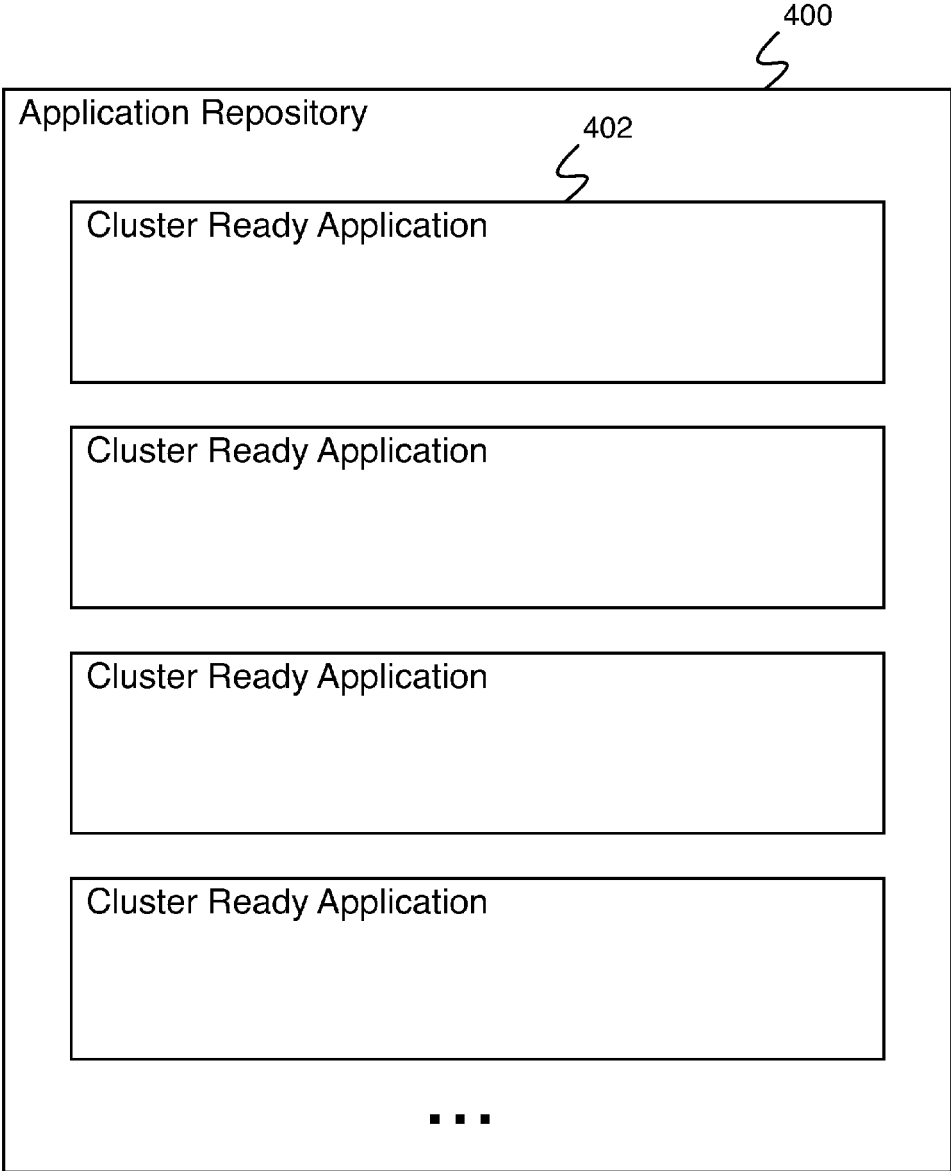 400
Application Repository
402
Cluster Ready Application
Cluster Ready Application
Cluster Ready Application
Cluster Ready Application
...